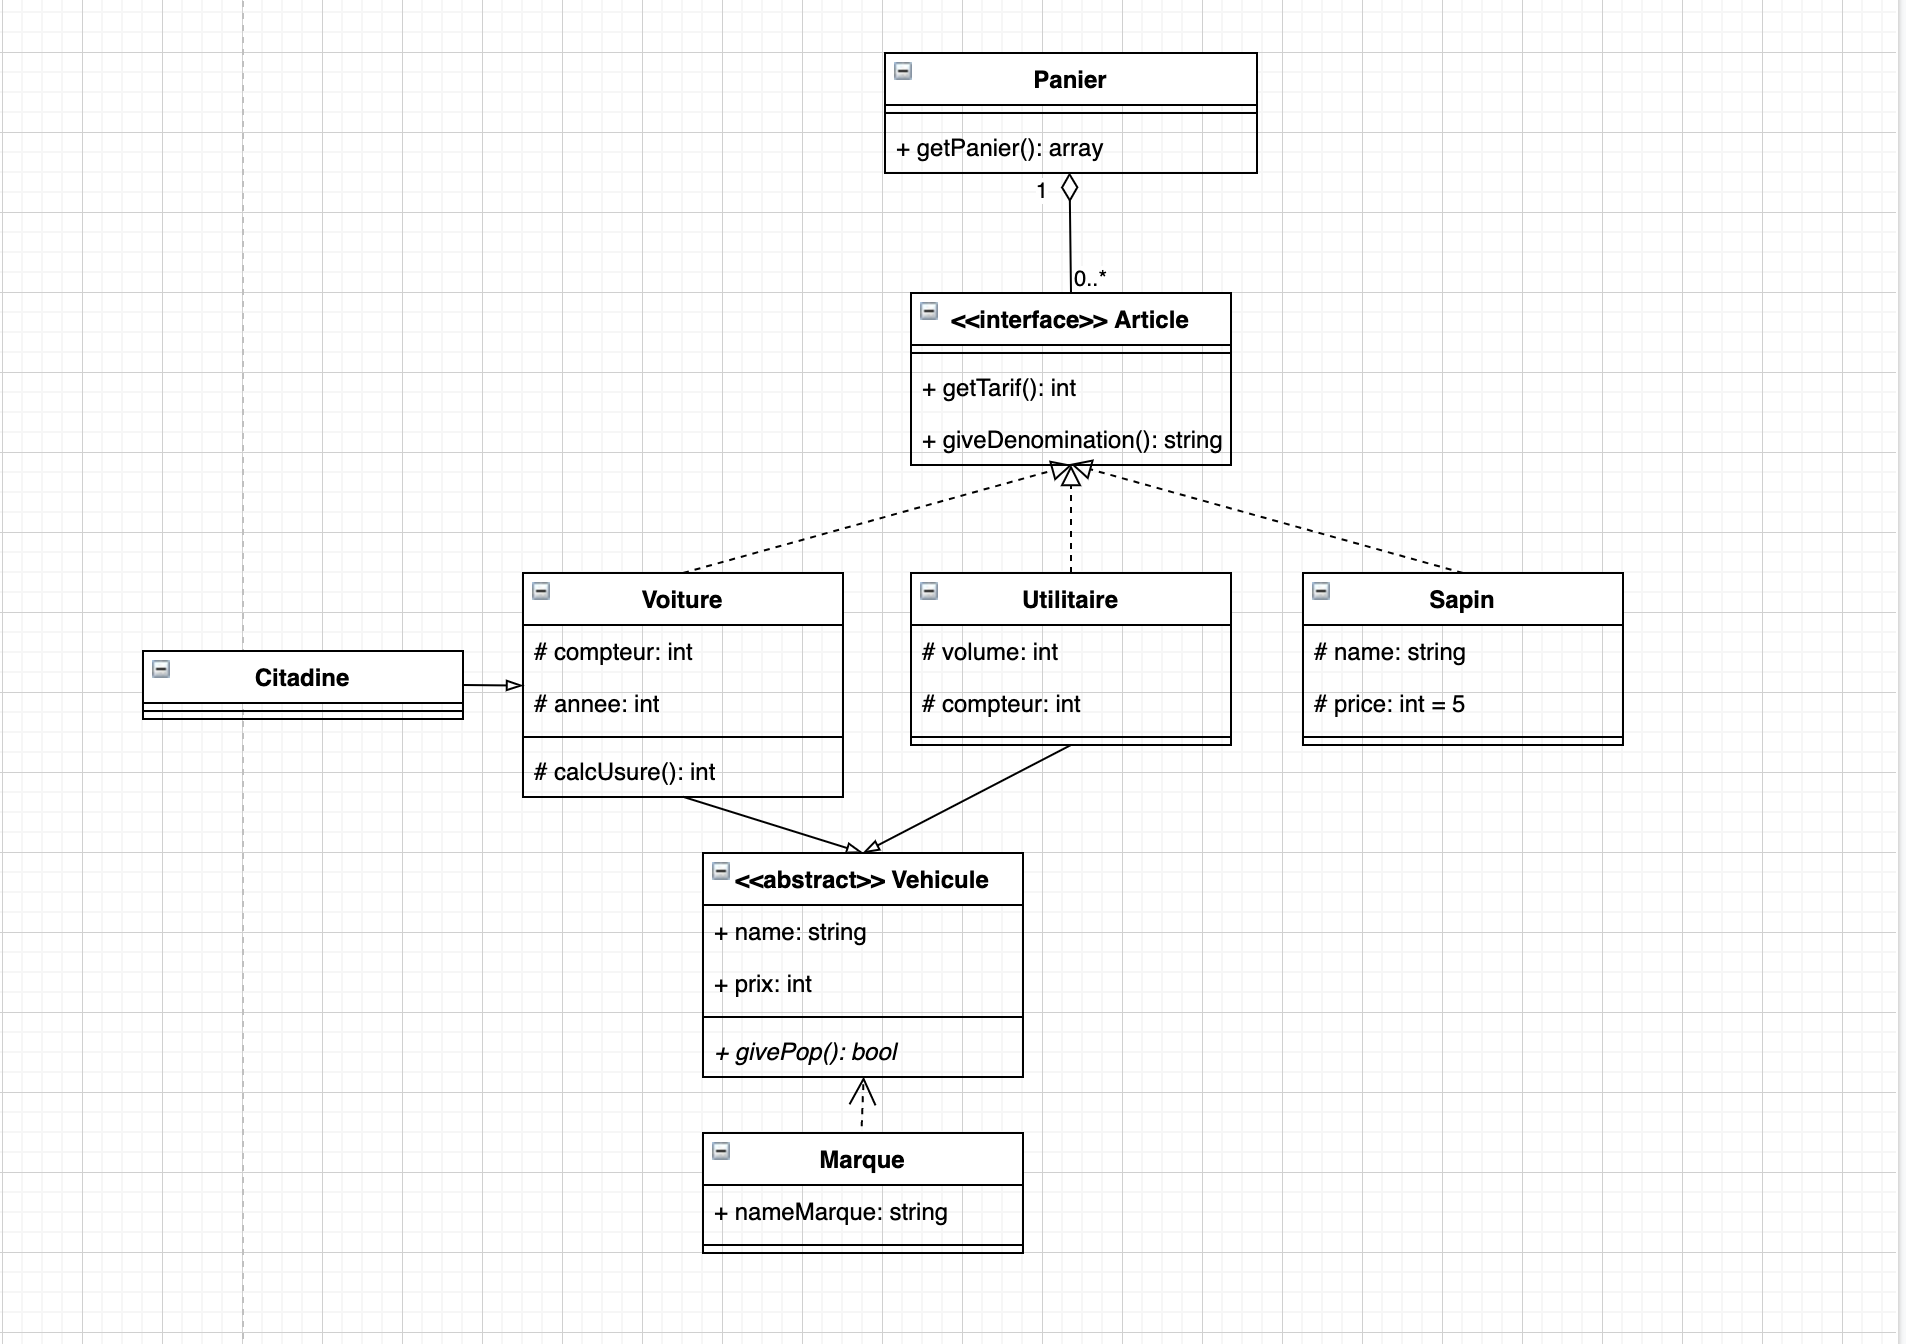 Panier
+ getPanier(): array
1
0..*
<<interface>> Article
+ getTarif(): int
+ giveDenomination(): string
Voiture
# compteur: int
# annee: int
# calcUsure(): int
Utilitaire
# volume: int
# compteur: int
Sapin
# name: string
# price: int = 5
Citadine
<<abstract>> Vehicule
+ name: string
+ prix: int
+ givePop(): bool
Marque
+ nameMarque: string